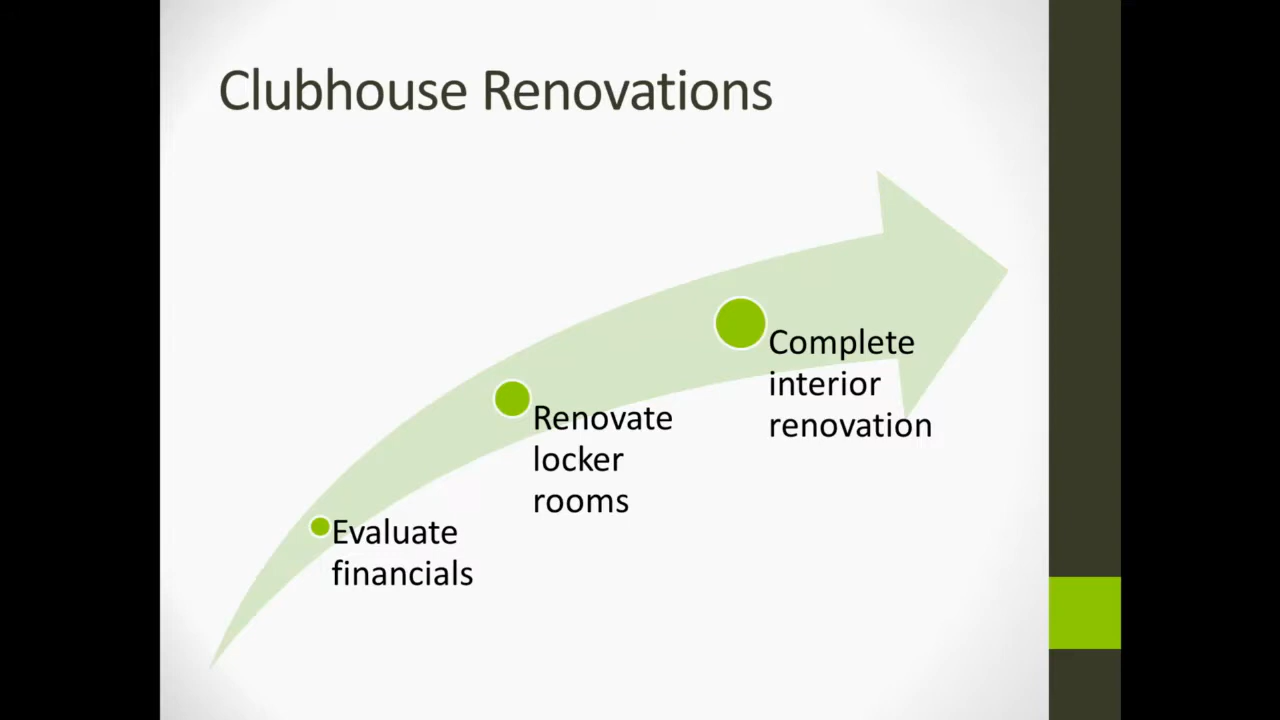 Clubhouse Renovations
Evaluate
financials
Renovate
locker
rooms
Complete
interior
renovation